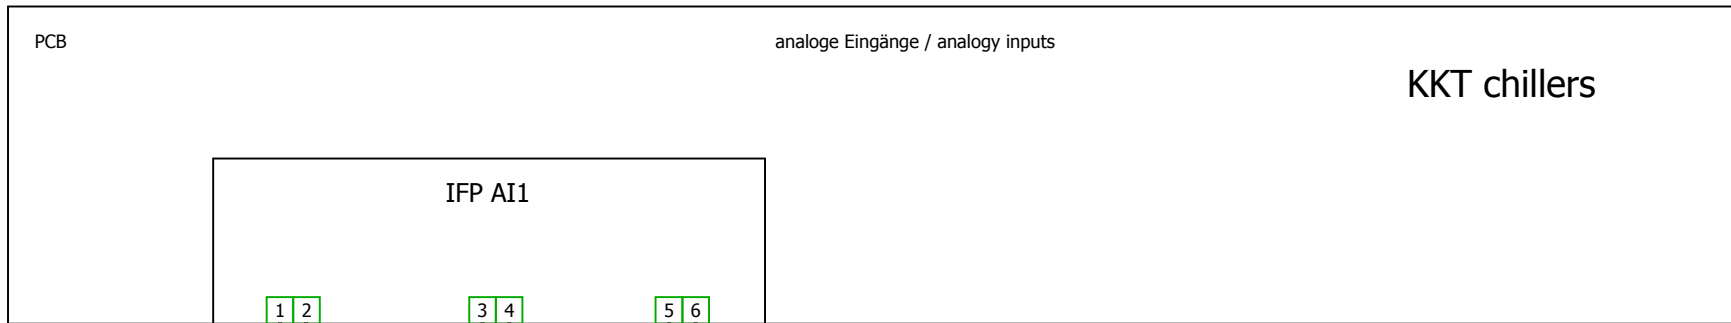 PCB
analoge Eingänge / analogy inputs
KKT chillers
IFP AI1
1 2
3 4
5 6